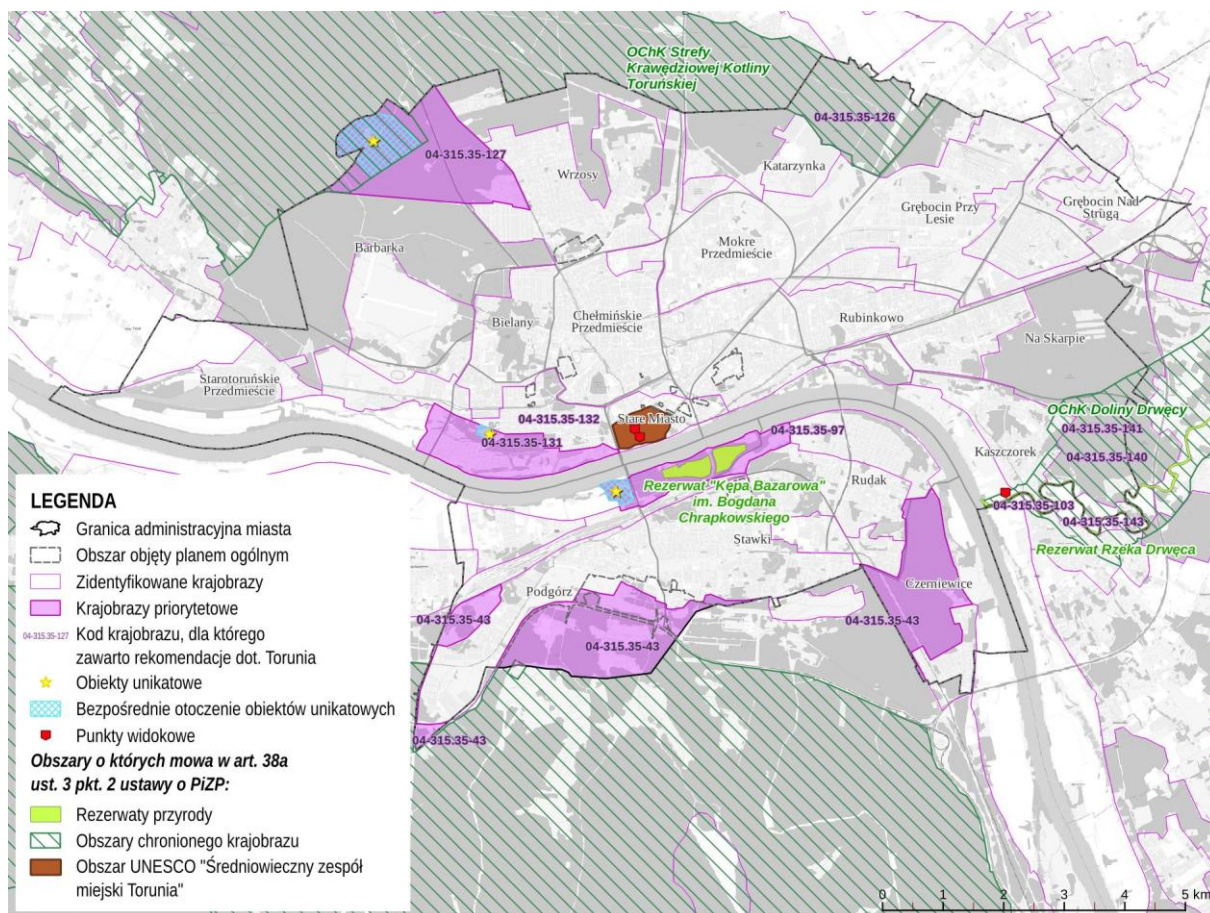 OChK Strefy
Krawędziowej Kotliny
Toruńskiej
04-315.35-126
04-315.35-127
Wrzosy
Katarzynka
Grębocin Przy
Lesie
Grębocin Nad
Strugą
Barbarka
Mokre
Przedmieście
Bielany
Chełmińskie
Przedmieście
Rubinkowo
Na Skarpie
Starotoruńskie
Przedmieście
04-315.35-132
Stare Miasto
04-315.35-131
04-315.35-97
OChK Doliny Drwęcy
04-315.35-141
04-315.35-140
Kaszczorek
Rudak
Rezerwat "Kępa Bazarowa"
im. Bogdana
Chrapkowskiego
04-315.35-103
04-315.35-143
Rezerwat Rzeka Drwęca
Stawki
Czerniewice
Podgórz
04-315.35-43
04-315.35-43
04-315.35-43
04-315.35-43
LEGENDA
Granica administracyjna miasta
Obszar objęty planem ogólnym
Zidentyfikowane krajobrazy
Krajobrazy priorytetowe
04-315.35-127 Kod krajobrazu, dla którego
zawarto rekomendacje dot. Torunia
Obiekty unikatowe
Bezpośrednie otoczenie obiektów unikatowych
Punkty widokowe
Obszary o których mowa w art. 38a
ust. 3 pkt. 2 ustawy o PiZP:
Rezerwaty przyrody
Obszary chronionego krajobrazu
Obszar UNESCO "Średniowieczny zespół
miejski Torunia"
0 1 2 3 4 5 km